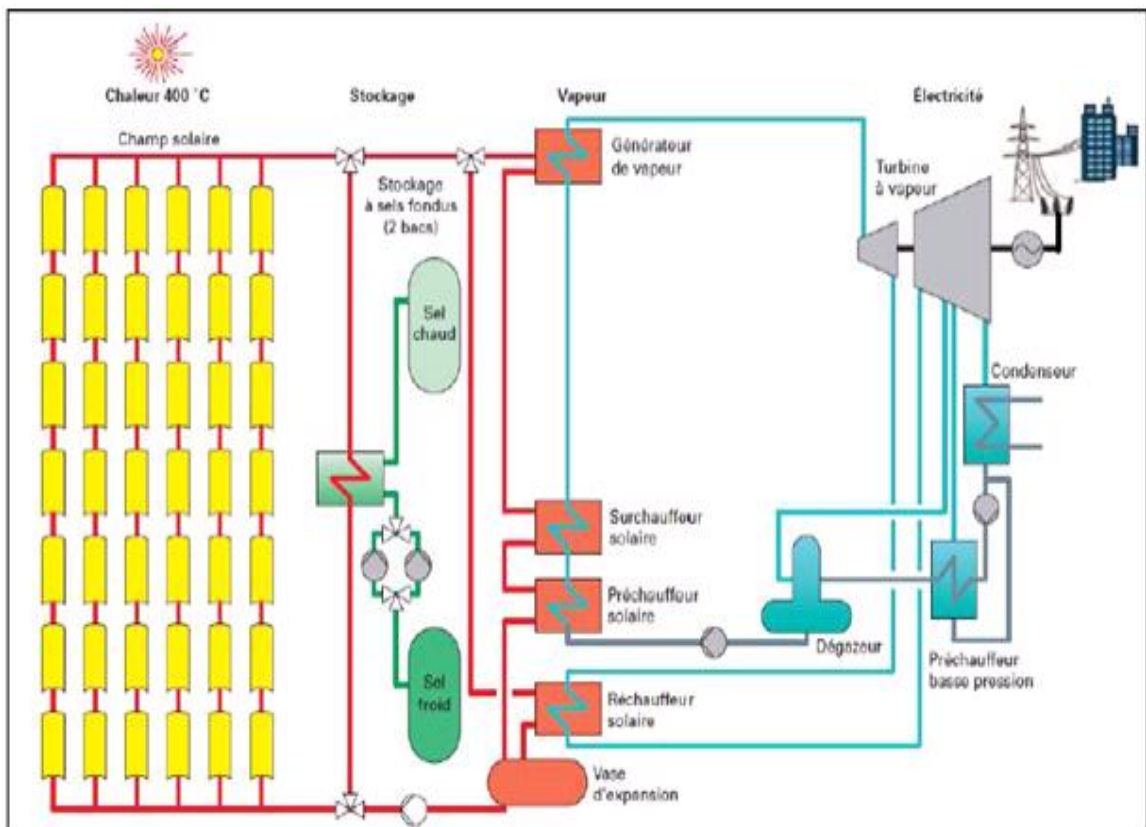 Chaleur 400 °C
Stockage
Vapeur
Électricité
Champ solaire
Générateur
de vapeur
Turbine
à vapeur
Stockage
à sels fondus
(2 bacs)
Sel
chaud
Condenseur
Surchauffeur
solaire
Préchauffeur
solaire
Dégazeur
Préchauffeur
basse pression
Sel
froid
Réchauffeur
solaire
Vase
d'expansion